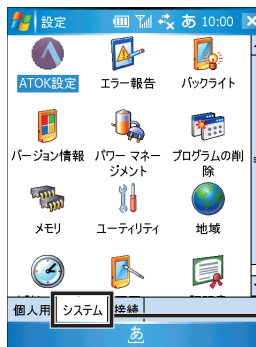 設定 あ 10:00
ATOK設定 エラー報告 バックライト
バージョン情報 パワー マネージメント プログラムの削除
メモリ ユーティリティ 地域
個人用 システム 接続
あ